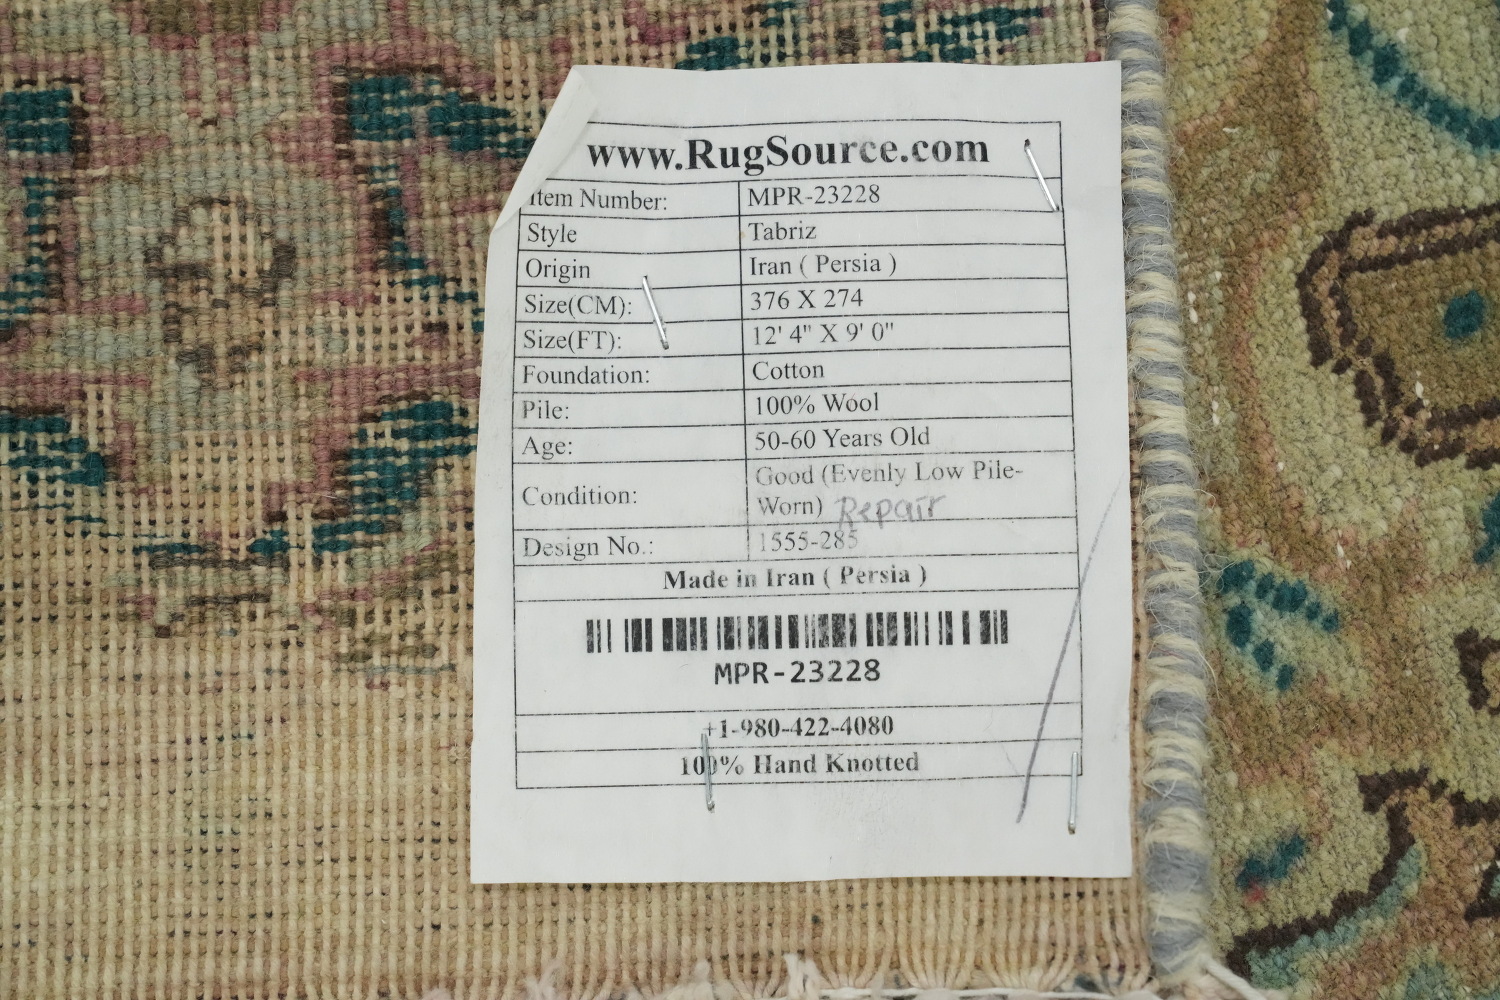 www.RugSource.com
Item Number: MPR-23228
Style Tabriz
Origin Iran ( Persia )
Size(CM): 376 X 274
Size(FT): 12' 4" X 9' 0"
Foundation: Cotton
Pile: 100% Wool
Age: 50-60 Years Old
Condition: Good (Evenly Low Pile-
Worn) Repair
Design No.: 1555-285
Made in Iran ( Persia )
MPR-23228
+1-980-422-4080
100% Hand Knotted